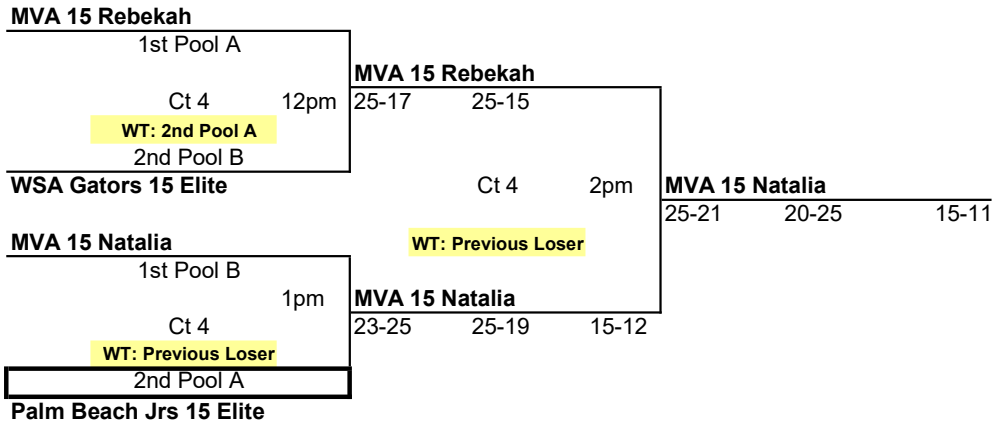 MVA 15 Rebekah
1st Pool A
MVA 15 Rebekah
Ct 4 12pm 25-17 25-15
WT: 2nd Pool A
2nd Pool B
WSA Gators 15 Elite Ct 4 2pm MVA 15 Natalia
25-21 20-25 15-11
MVA 15 Natalia WT: Previous Loser
1st Pool B
1pm MVA 15 Natalia
Ct 4 23-25 25-19 15-12
WT: Previous Loser
2nd Pool A
Palm Beach Jrs 15 Elite